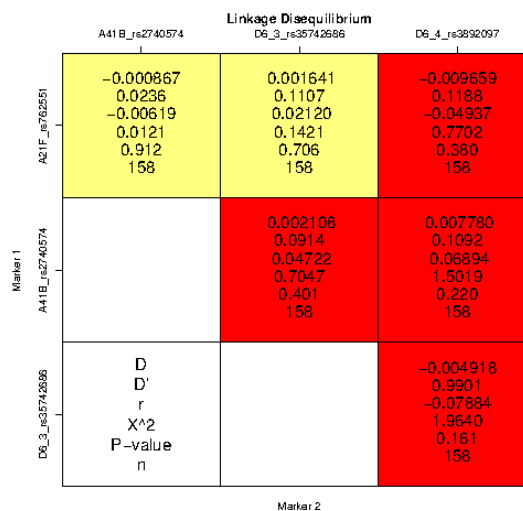 Linkage Disequilibrium
A41B_rs2740574 D6_3_rs35742686 D6_4_rs3892097
A21F_rs762551
-0.000867 0.001641 -0.009659
0.0236 0.1107 0.1188
-0.00619 0.02120 -0.04937
0.0121 0.1421 0.7702
0.912 0.706 0.380
158 158 158
Marker 1
A41B_rs2740574
0.002108 0.007780
0.0914 0.1092
0.04722 0.06894
0.7047 1.5019
0.401 0.220
158 158
D6_3_rs35742686
D -0.004918
D' 0.9901
r -0.07884
X^2 1.9640
P-value 0.161
n 158
Marker 2